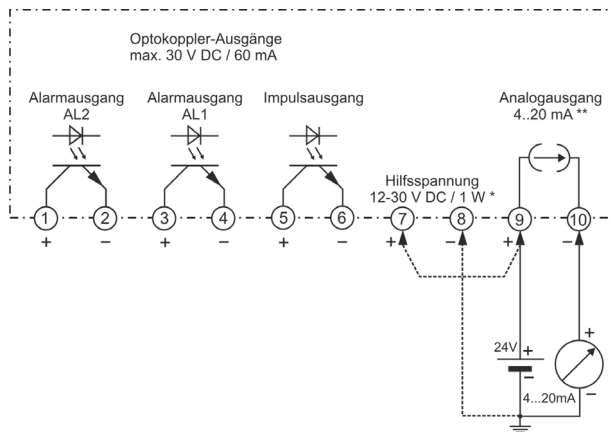 Optokoppler-Ausgänge
max. 30 V DC / 60 mA
Alarmausgang
AL2
Alarmausgang
AL1
Impulsausgang
Analogausgang
4..20 mA **
Hilfsspannung
12-30 V DC / 1 W *
1 2 3 4 5 6 7 8 9 10
+ − + − + − + − + −
24V + +
− −
4...20mA